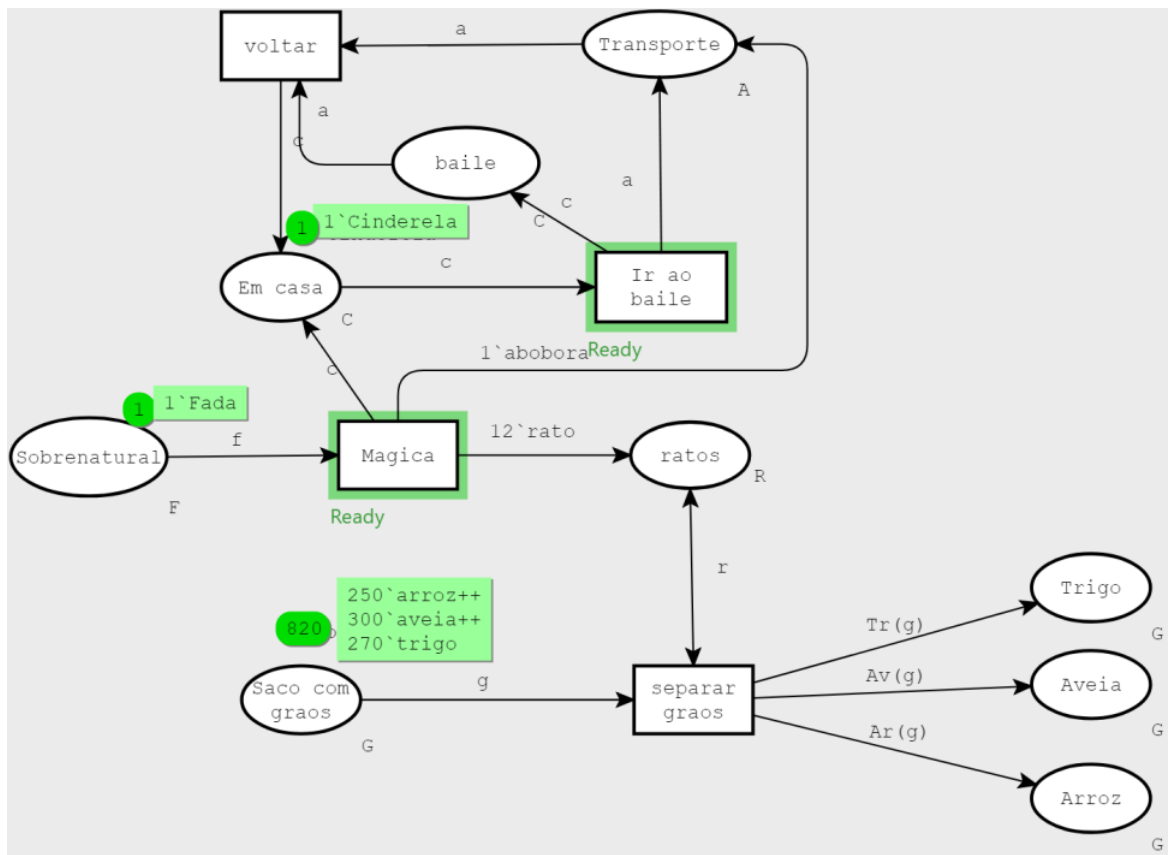 voltar
a
Transporte
A
a
c
baile
a
c
C
1
1`Cinderela
Em casa
c
C
Ir ao
baile
Ready
1`abobora
c
1
1`Fada
Sobrenatural
f
F
Magica
Ready
12`rato
ratos
R
r
250`arroz++
300`aveia++
270`trigo
820
Saco com
graos
g
G
separar
graos
Tr(g)
Trigo
G
Av(g)
Aveia
G
Ar(g)
Arroz
G